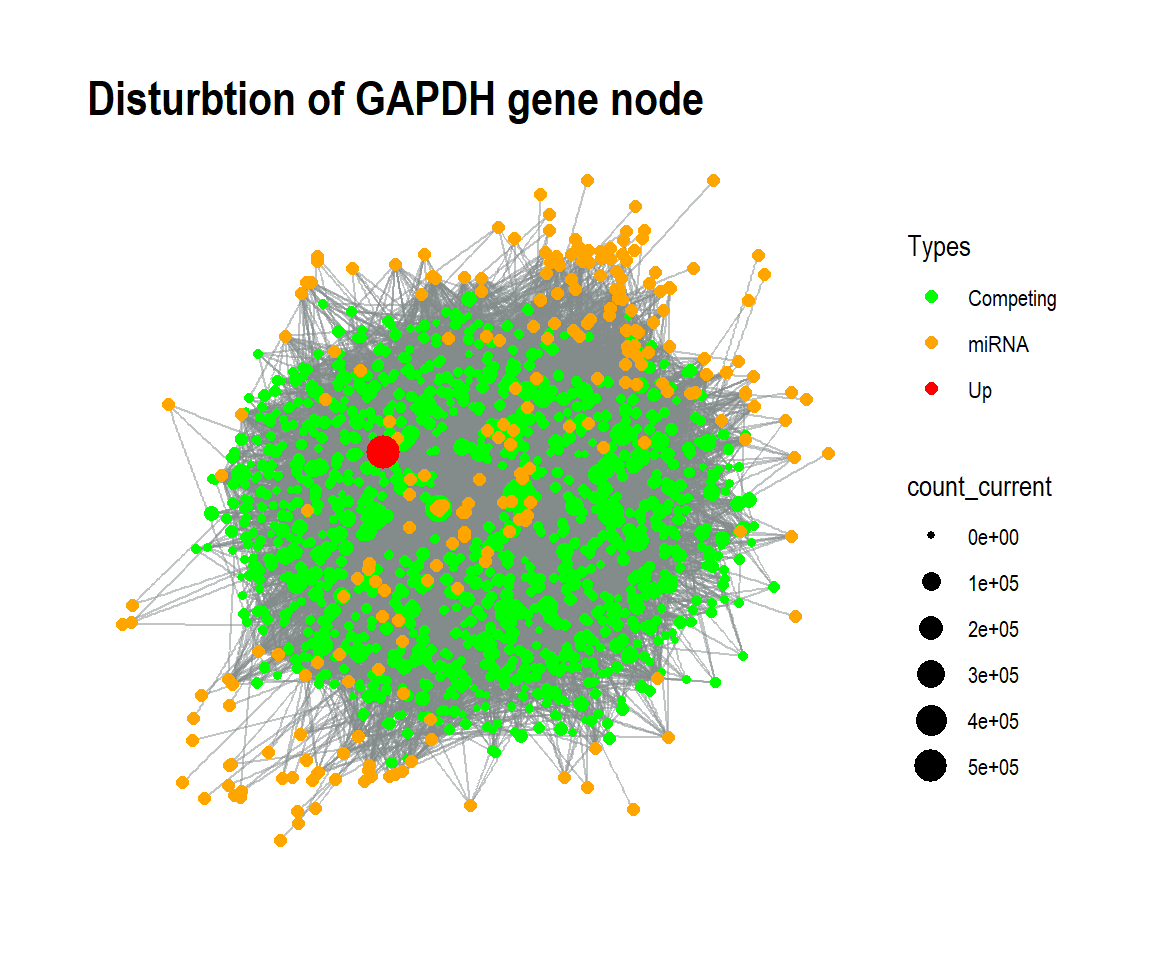 Disturbtion of GAPDH gene node
Types
Competing
miRNA
Up
count_current
0e+00
1e+05
2e+05
3e+05
4e+05
5e+05